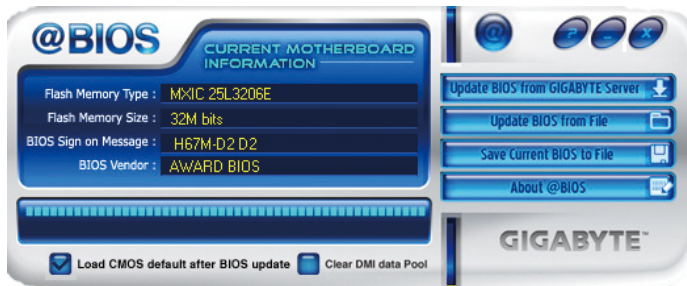 @BIOS
CURRENT MOTHERBOARD
INFORMATION
Flash Memory Type : MXIC 25L3206E
Flash Memory Size : 32M bits
BIOS Sign on Message : H67M-D2 D2
BIOS Vendor : AWARD BIOS
Load CMOS default after BIOS update
Clear DMI data Pool
@
? - X
Update BIOS from GIGABYTE Server
Update BIOS from File
Save Current BIOS to File
About @BIOS
GIGABYTE™